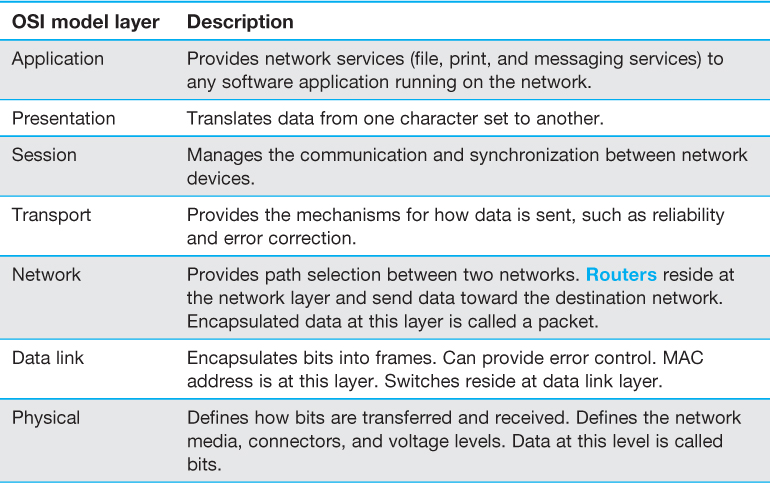 OSI model layer Description
Application Provides network services (file, print, and messaging services) to
any software application running on the network.
Presentation Translates data from one character set to another.
Session Manages the communication and synchronization between network
devices.
Transport Provides the mechanisms for how data is sent, such as reliability
and error correction.
Network Provides path selection between two networks. Routers reside at
the network layer and send data toward the destination network.
Encapsulated data at this layer is called a packet.
Data link Encapsulates bits into frames. Can provide error control. MAC
address is at this layer. Switches reside at data link layer.
Physical Defines how bits are transferred and received. Defines the network
media, connectors, and voltage levels. Data at this level is called
bits.